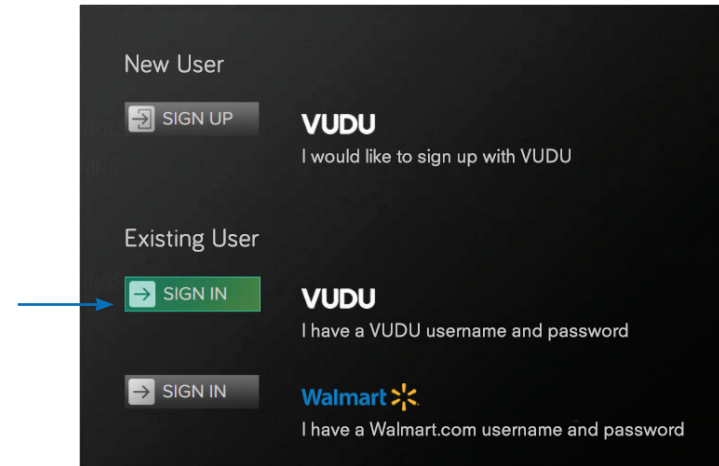 New User
SIGN UP
VUDU
I would like to sign up with VUDU
Existing User
SIGN IN
VUDU
I have a VUDU username and password
SIGN IN
Walmart
I have a Walmart.com username and password